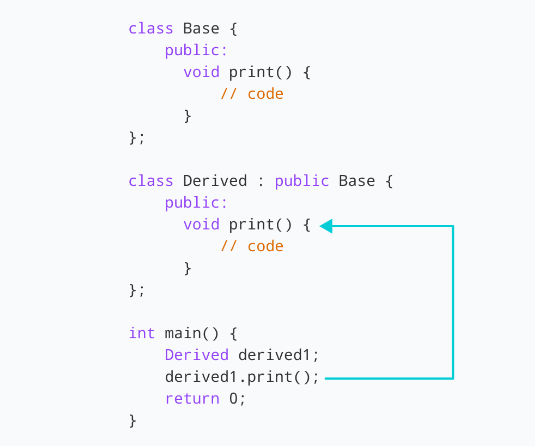 class Base {
    public:
      void print() {
          // code
      }
};

class Derived : public Base {
    public:
      void print() {
          // code
      }
};

int main() {
    Derived derived1;
    derived1.print();
    return 0;
}